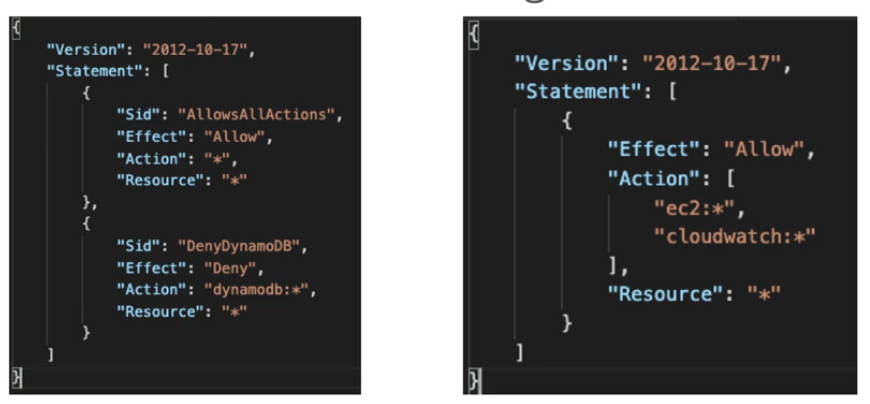 {
    "Version": "2012-10-17",
    "Statement": [
        {
            "Sid": "AllowsAllActions",
            "Effect": "Allow",
            "Action": "*",
            "Resource": "*"
        },
        {
            "Sid": "DenyDynamoDB",
            "Effect": "Deny",
            "Action": "dynamodb:*",
            "Resource": "*"
        }
    ]
}
{
    "Version": "2012-10-17",
    "Statement": [
        {
            "Effect": "Allow",
            "Action": [
                "ec2:*",
                "cloudwatch:*"
            ],
            "Resource": "*"
        }
    ]
}